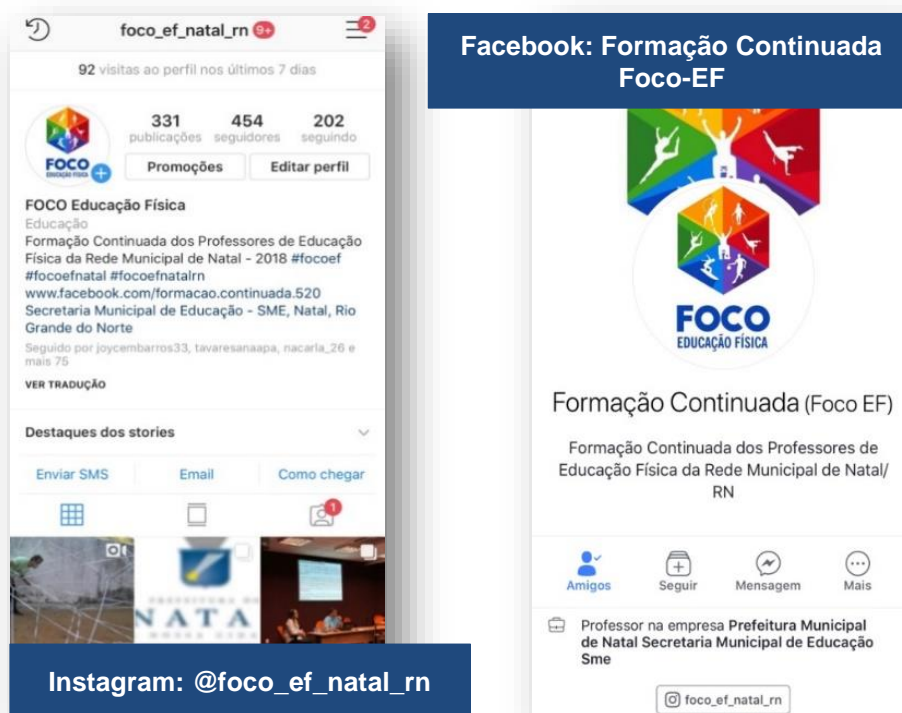 foco_ef_natal_rn 9+
2
92 visitas ao perfil nos últimos 7 dias
331 454 202
publicações seguidores seguindo
Promoções Editar perfil
FOCO
EDUCAÇÃO FÍSICA
FOCO Educação Física
Educação
Formação Continuada dos Professores de Educação
Física da Rede Municipal de Natal - 2018 #focoef
#focoefnatal #focoefnatalrn
www.facebook.com/formacao.continuada.520
Secretaria Municipal de Educação - SME, Natal, Rio
Grande do Norte
Seguido por joycembarros33, tavaresanaapa, nacarla_26 e
mais 75
VER TRADUÇÃO
Destaques dos stories
Enviar SMS Email Como chegar
1
PREFEITURA DO
NATAL
Instagram: @foco_ef_natal_rn
Facebook: Formação Continuada
Foco-EF
FOCO
EDUCAÇÃO FÍSICA
Formação Continuada (Foco EF)
Formação Continuada dos Professores de
Educação Física da Rede Municipal de Natal/
RN
Amigos Seguir Mensagem Mais
Professor na empresa Prefeitura Municipal
de Natal Secretaria Municipal de Educação
Sme
foco_ef_natal_rn